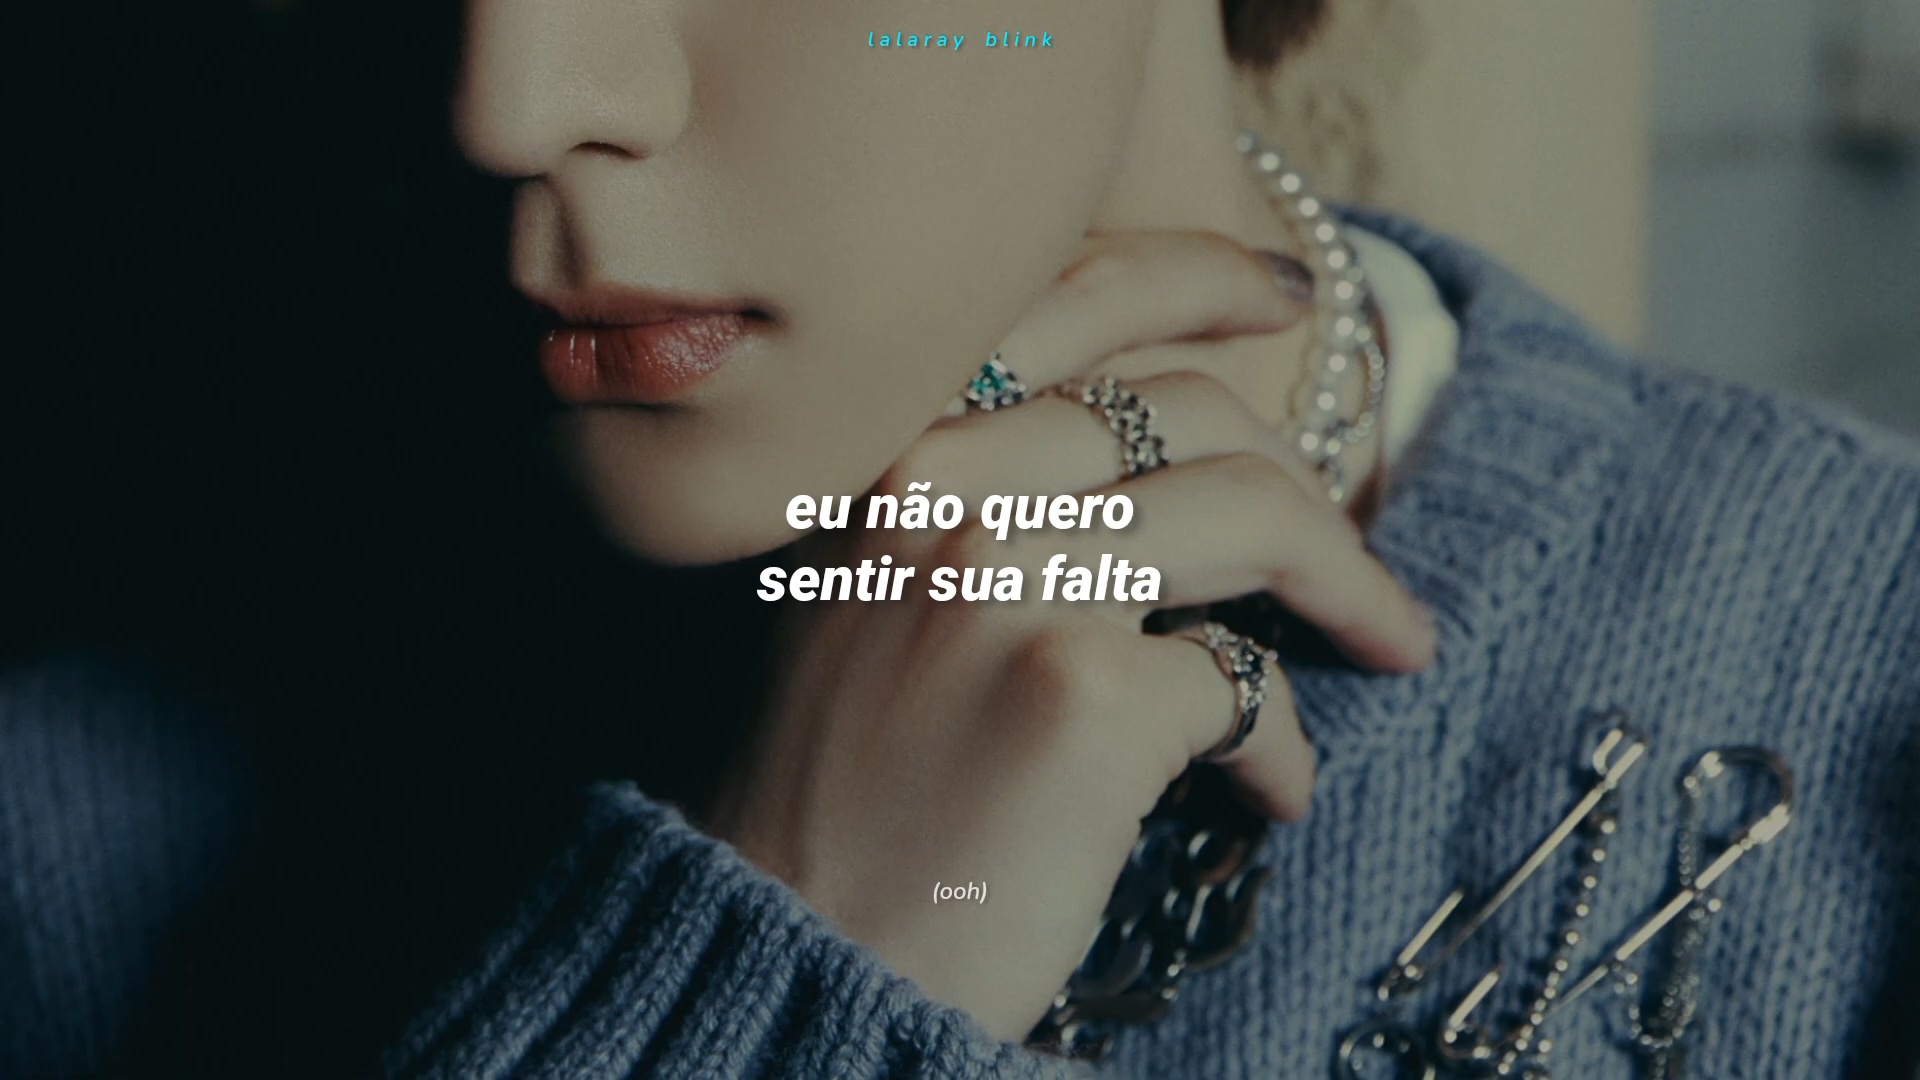 lalaray blink
eu não quero
sentir sua falta
(ooh)